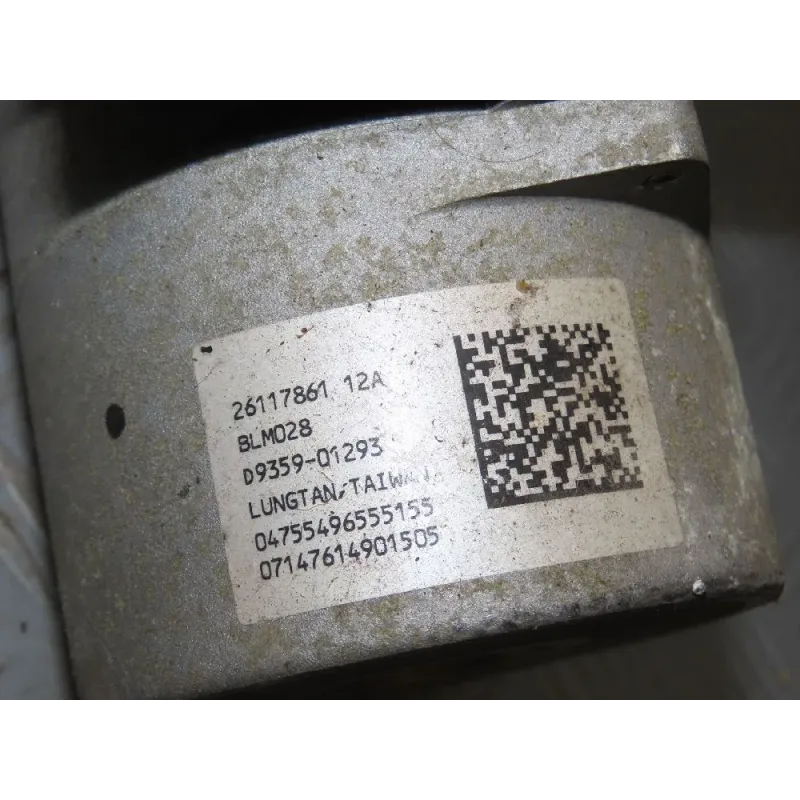 26117861 12A
BLM028
D9359-01293
LUNGTAN, TAIWAN
04755496555155
07147614901505